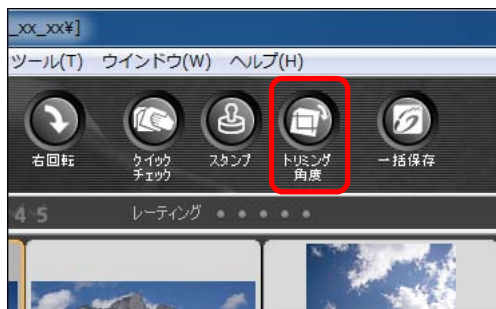 _xx_xx¥]
ツール(T) ウインドウ(W) ヘルプ(H)
右回転 クイック チェック スタンプ トリミング 角度 一括保存
4 5 レーティング